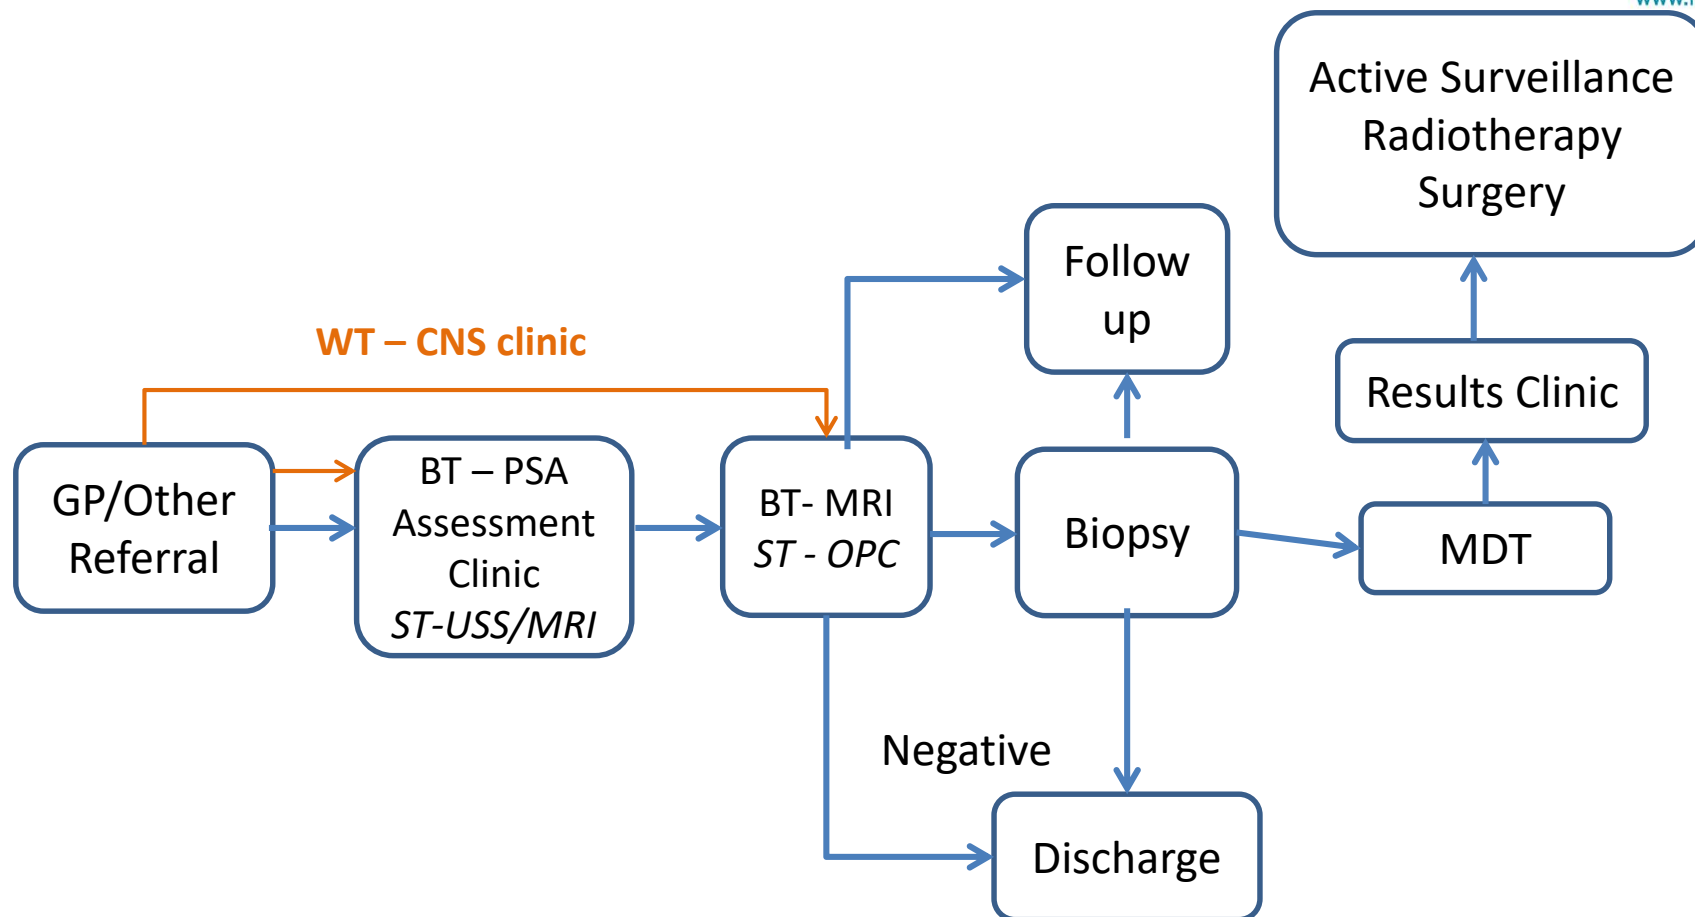 Active Surveillance
Radiotherapy
Surgery
Follow
up
WT – CNS clinic
Results Clinic
GP/Other
Referral
BT – PSA
Assessment
Clinic
ST-USS/MRI
BT- MRI
ST - OPC
Biopsy
MDT
Negative
Discharge